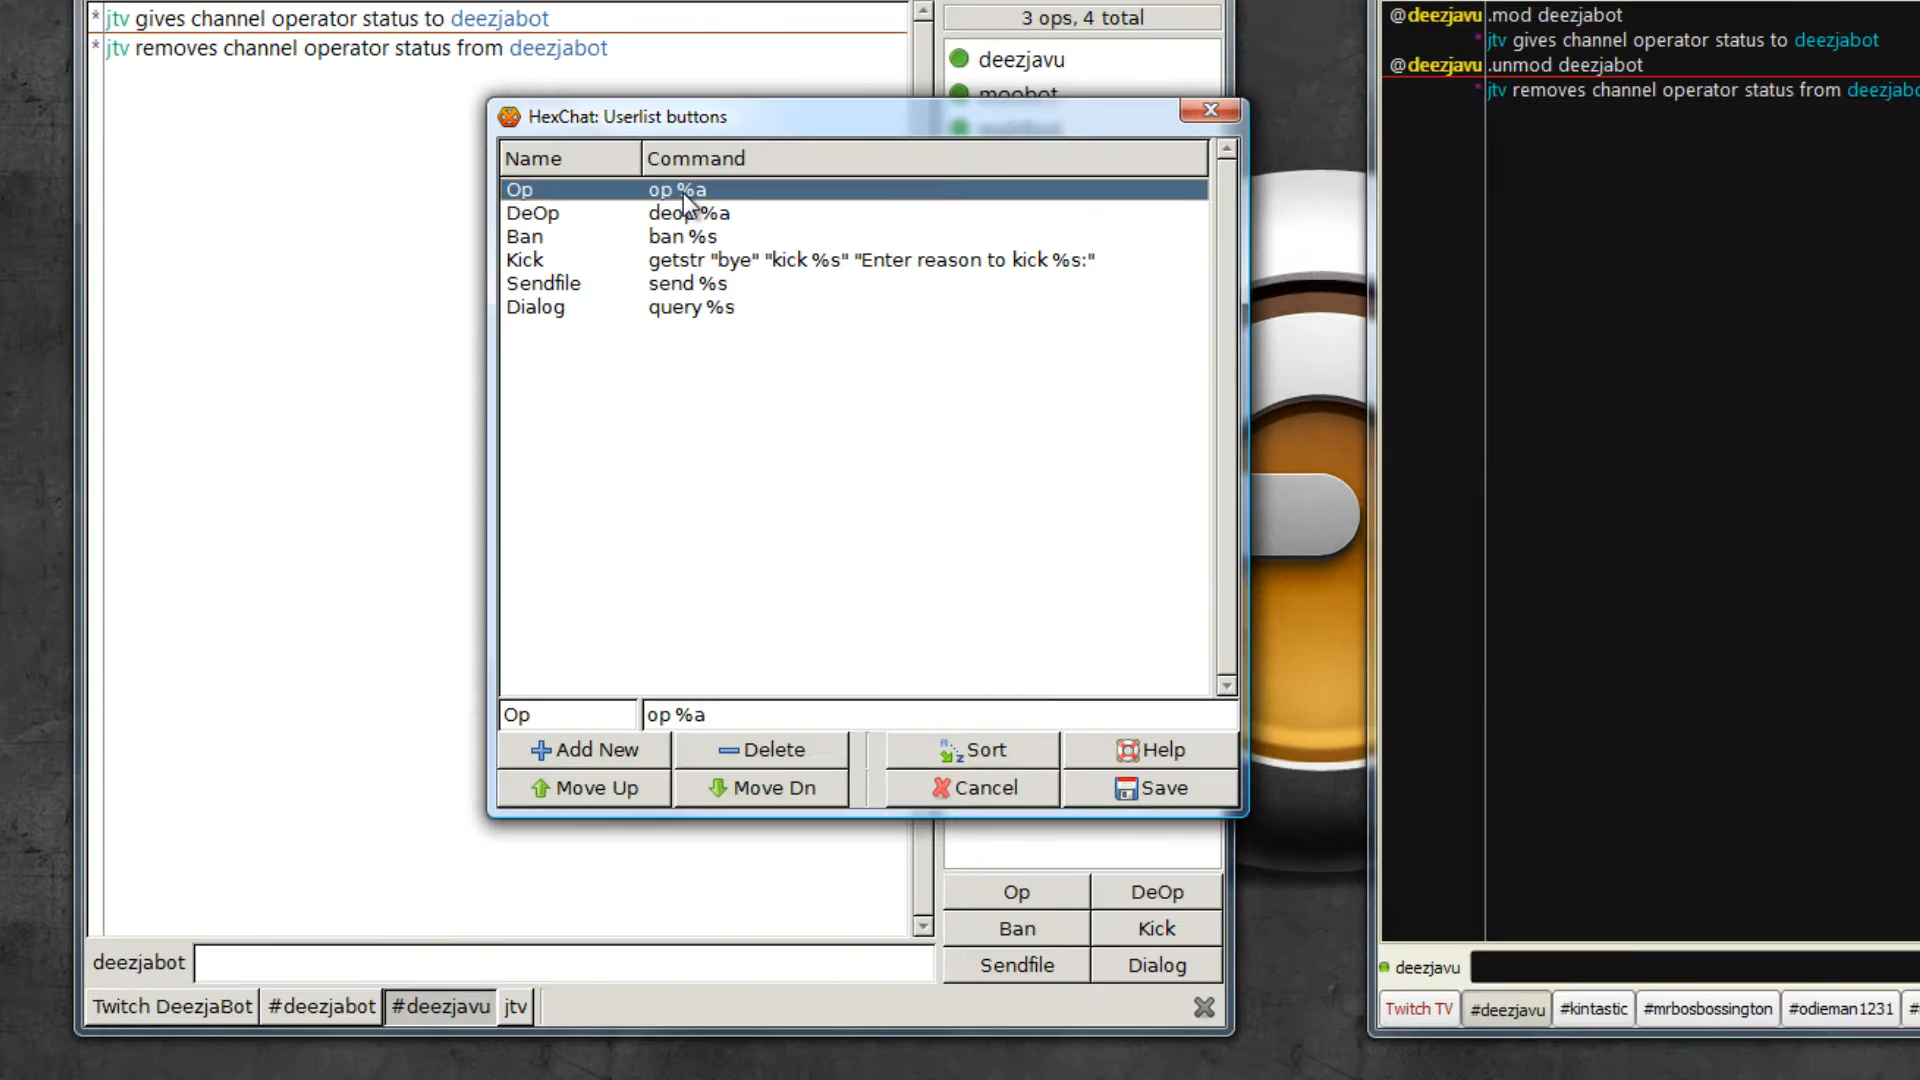 * jtv gives channel operator status to deezjabot
* jtv removes channel operator status from deezjabot
3 ops, 4 total
deezjavu
moobot
HexChat: Userlist buttons
Name Command
Op op %a
DeOp deop %a
Ban ban %s
Kick getstr "bye" "kick %s" "Enter reason to kick %s:"
Sendfile send %s
Dialog query %s
Op op %a
Add New Delete Sort Help
Move Up Move Dn Cancel Save
Op DeOp
Ban Kick
Sendfile Dialog
deezjabot
Twitch DeezjaBot #deezjabot #deezjavu jtv
@deezjavu .mod deezjabot
* jtv gives channel operator status to deezjabot
@deezjavu .unmod deezjabot
* jtv removes channel operator status from deezjabo
deezjavu
Twitch TV #deezjavu #kintastic #mrbosbossington #odieman1231 #